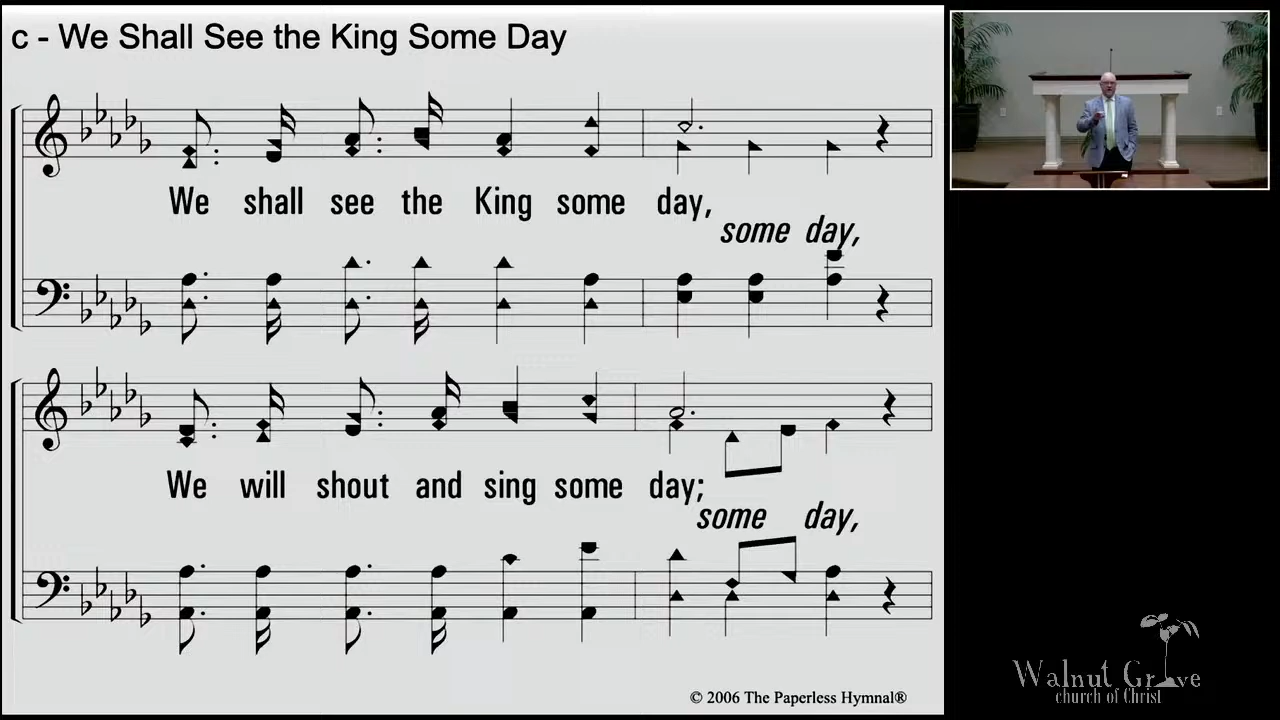 c - We Shall See the King Some Day
We shall see the King some day,
some day,
We will shout and sing some day;
some day,
© 2006 The Paperless Hymnal®
Walnut Grove
church of Christ